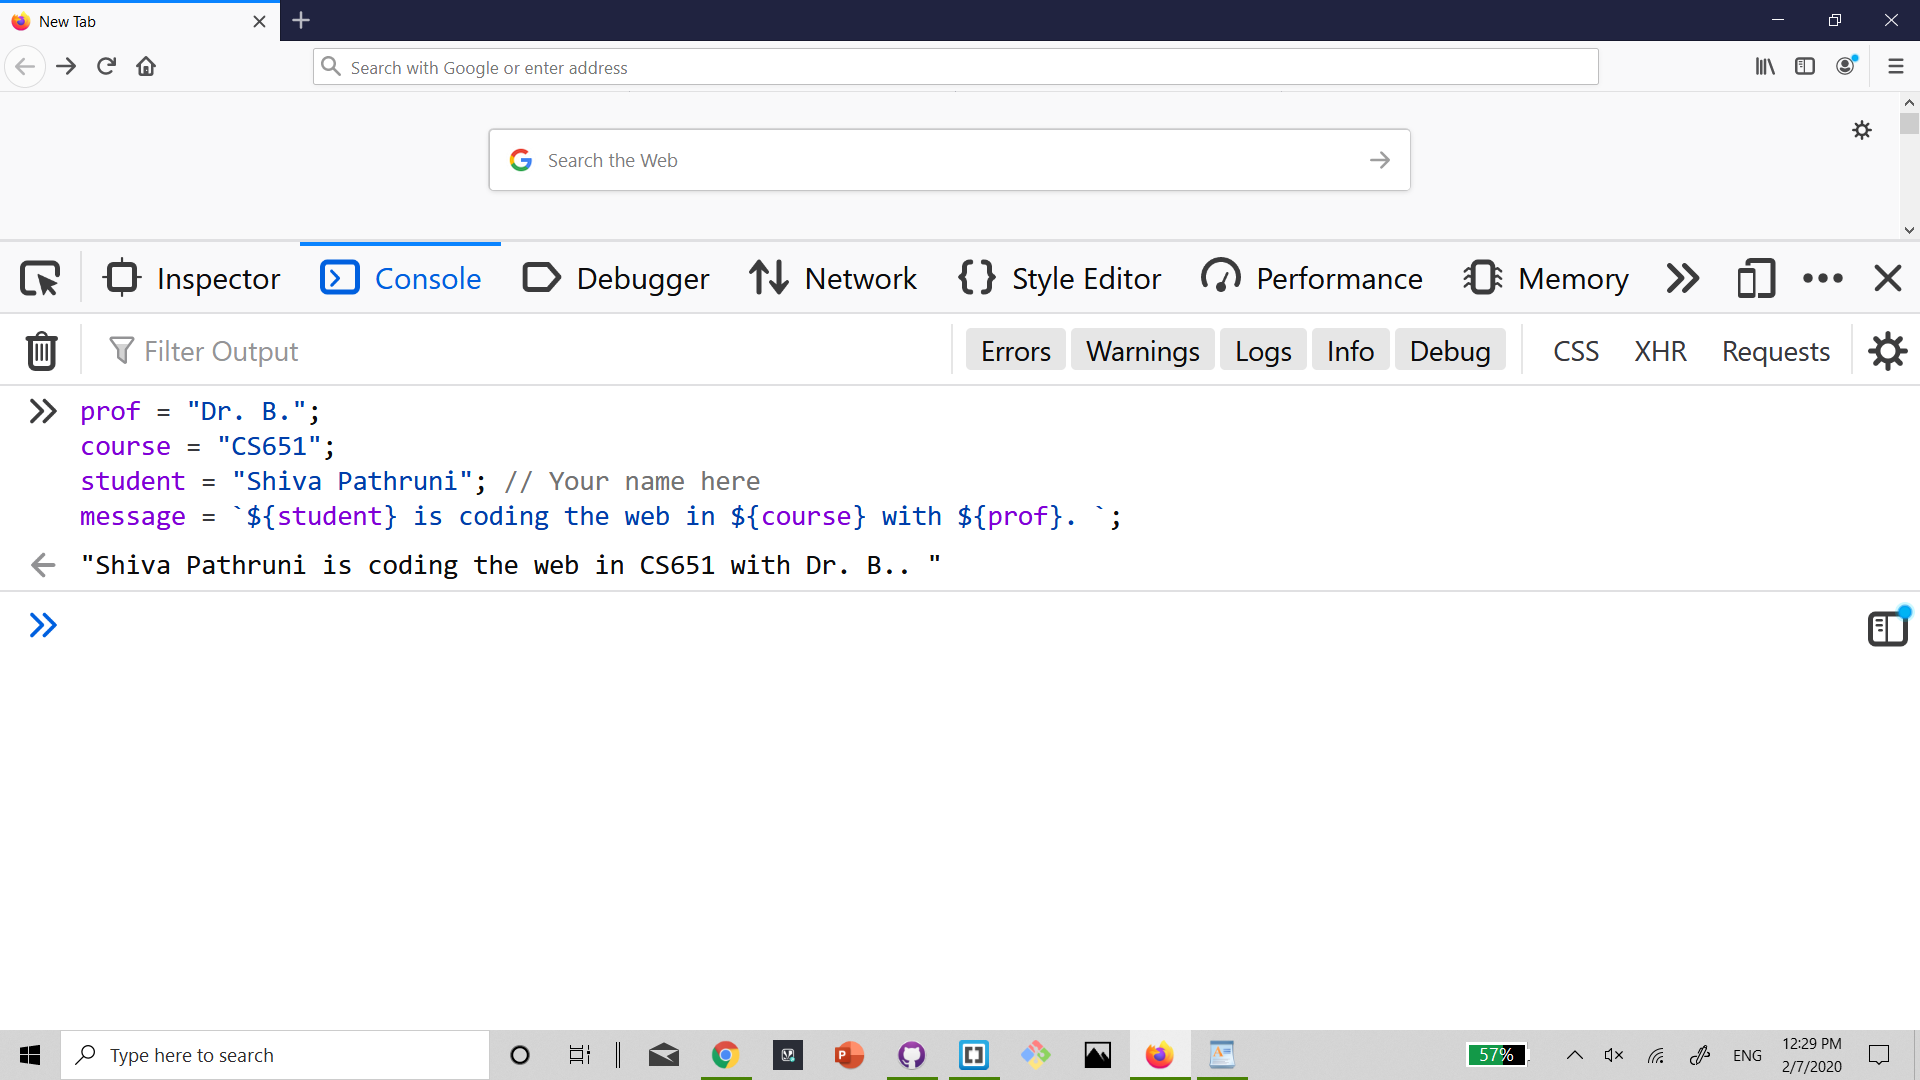 New Tab
Search with Google or enter address
Search the Web
Inspector Console Debugger Network Style Editor Performance Memory
Filter Output Errors Warnings Logs Info Debug CSS XHR Requests
prof = "Dr. B.";
course = "CS651";
student = "Shiva Pathruni"; // Your name here
message = `${student} is coding the web in ${course} with ${prof}. `;
"Shiva Pathruni is coding the web in CS651 with Dr. B.. "
Type here to search
57%
ENG
12:29 PM
2/7/2020